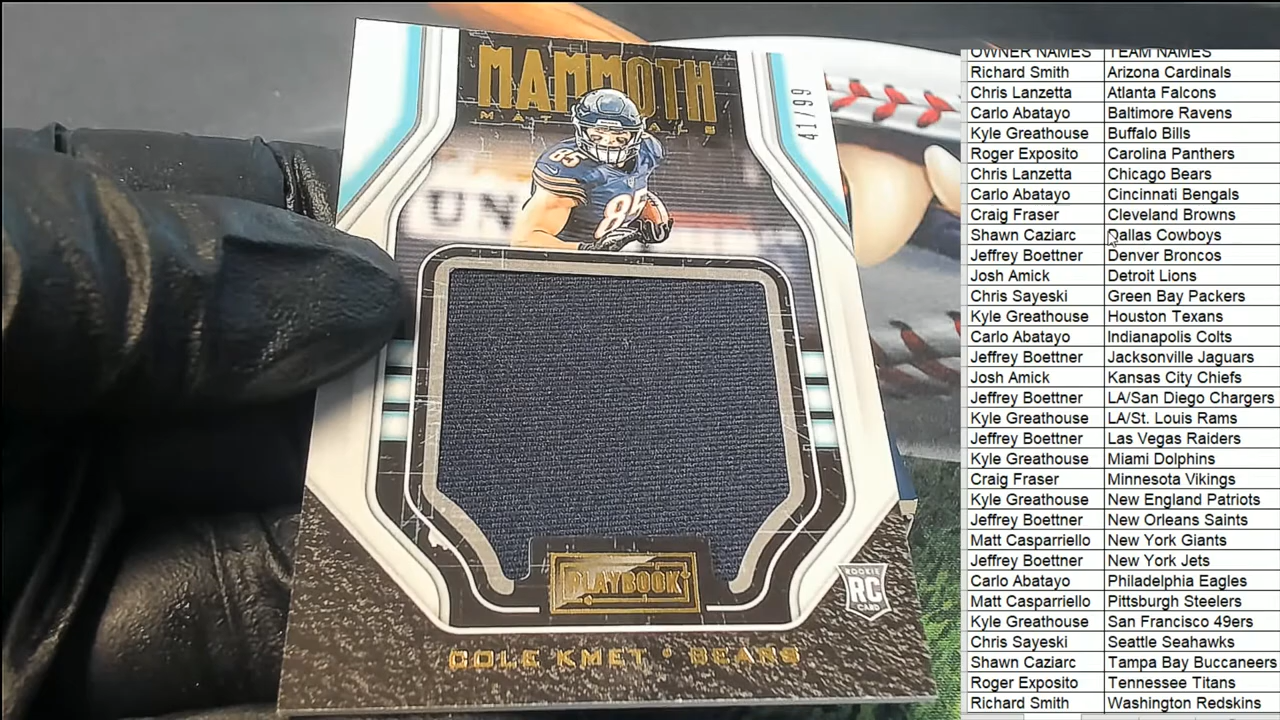 MAMMOTH
MATERIALS
41/99
85
85
UN
PLAYBOOK
ROOKIE
RC
CARD
COLE KMET • BEARS
OWNER NAMES TEAM NAMES
Richard Smith Arizona Cardinals
Chris Lanzetta Atlanta Falcons
Carlo Abatayo Baltimore Ravens
Kyle Greathouse Buffalo Bills
Roger Exposito Carolina Panthers
Chris Lanzetta Chicago Bears
Carlo Abatayo Cincinnati Bengals
Craig Fraser Cleveland Browns
Shawn Caziarc Dallas Cowboys
Jeffrey Boettner Denver Broncos
Josh Amick Detroit Lions
Chris Sayeski Green Bay Packers
Kyle Greathouse Houston Texans
Carlo Abatayo Indianapolis Colts
Jeffrey Boettner Jacksonville Jaguars
Josh Amick Kansas City Chiefs
Jeffrey Boettner LA/San Diego Chargers
Kyle Greathouse LA/St. Louis Rams
Jeffrey Boettner Las Vegas Raiders
Kyle Greathouse Miami Dolphins
Craig Fraser Minnesota Vikings
Kyle Greathouse New England Patriots
Jeffrey Boettner New Orleans Saints
Matt Casparriello New York Giants
Jeffrey Boettner New York Jets
Carlo Abatayo Philadelphia Eagles
Matt Casparriello Pittsburgh Steelers
Kyle Greathouse San Francisco 49ers
Chris Sayeski Seattle Seahawks
Shawn Caziarc Tampa Bay Buccaneers
Roger Exposito Tennessee Titans
Richard Smith Washington Redskins